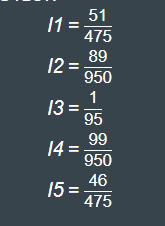 I1 = 51/475
I2 = 89/950
I3 = 1/95
I4 = 99/950
I5 = 46/475